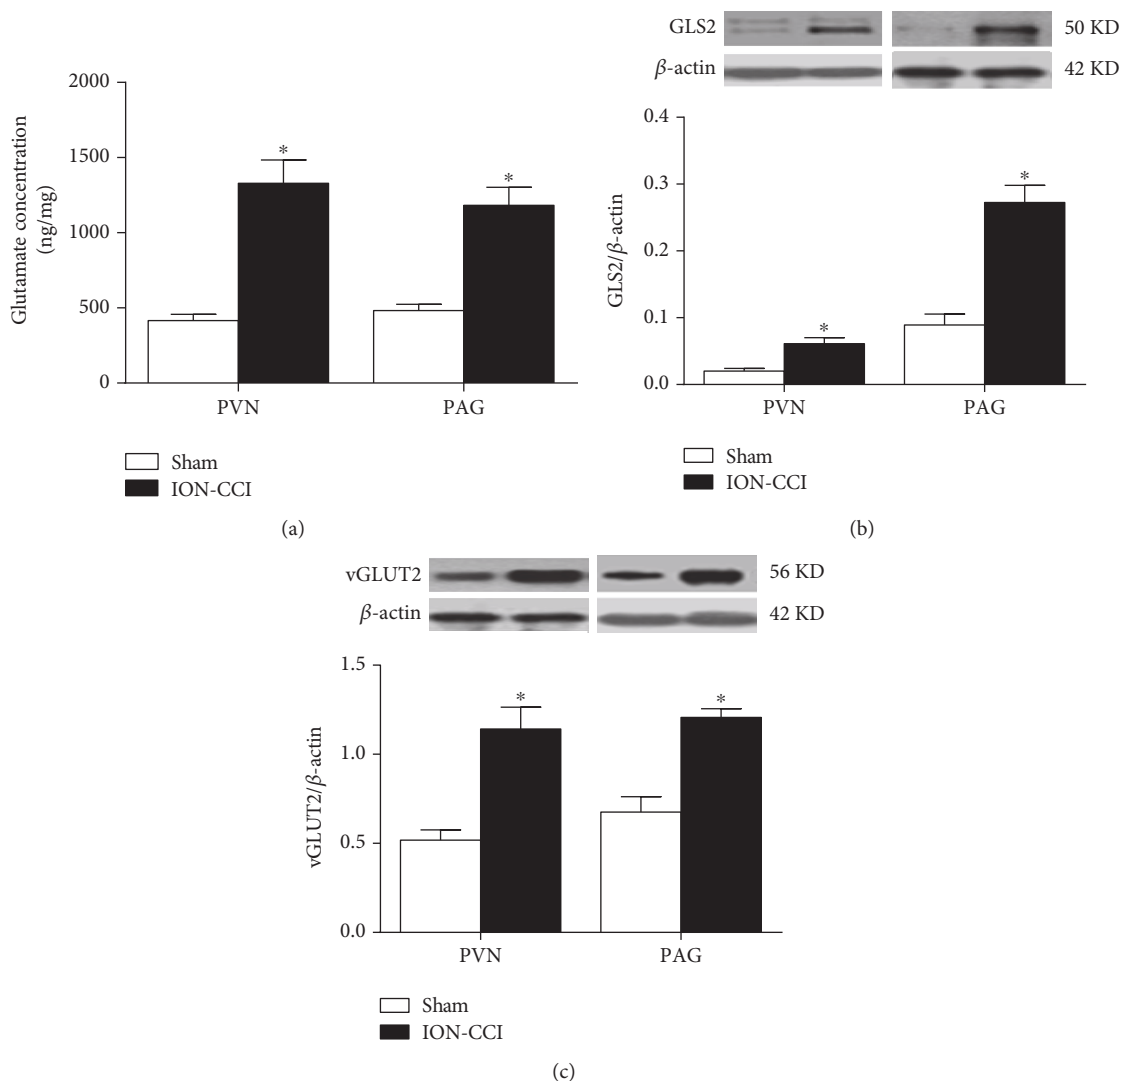 2000
1500
1000
500
0
Glutamate concentration
(ng/mg)
*
*
PVN
PAG
Sham
ION-CCI
(a)
GLS2
50 KD
β-actin
42 KD
0.4
0.3
0.2
0.1
0.0
GLS2/β-actin
*
*
PVN
PAG
Sham
ION-CCI
(b)
vGLUT2
56 KD
β-actin
42 KD
1.5
1.0
0.5
0.0
vGLUT2/β-actin
*
*
PVN
PAG
Sham
ION-CCI
(c)